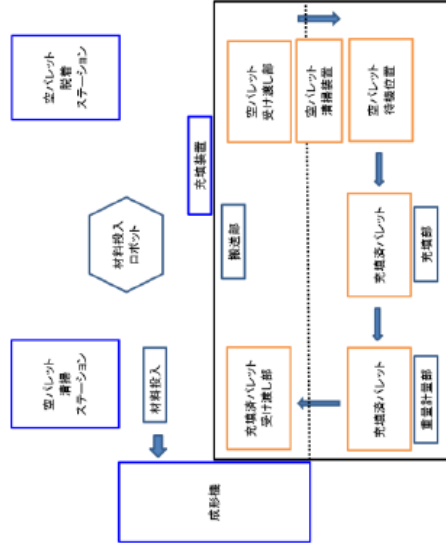 空パレット
清掃
ステーション
空パレット
脱着
ステーション
材料投入
ロボット
材料投入
成形機
充填装置
搬送部
充填済パレット
受け渡し部
空パレット
受け渡し部
空パレット
清掃装置
空パレット
待機位置
充填済パレット
充填済パレット
重量計量部
充填部